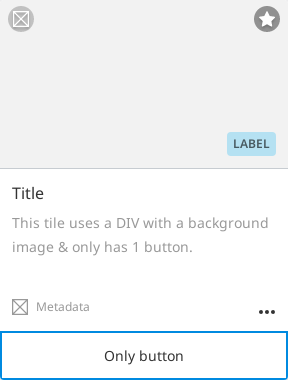 LABEL
Title
This tile uses a DIV with a background
image & only has 1 button.
Metadata
Only button